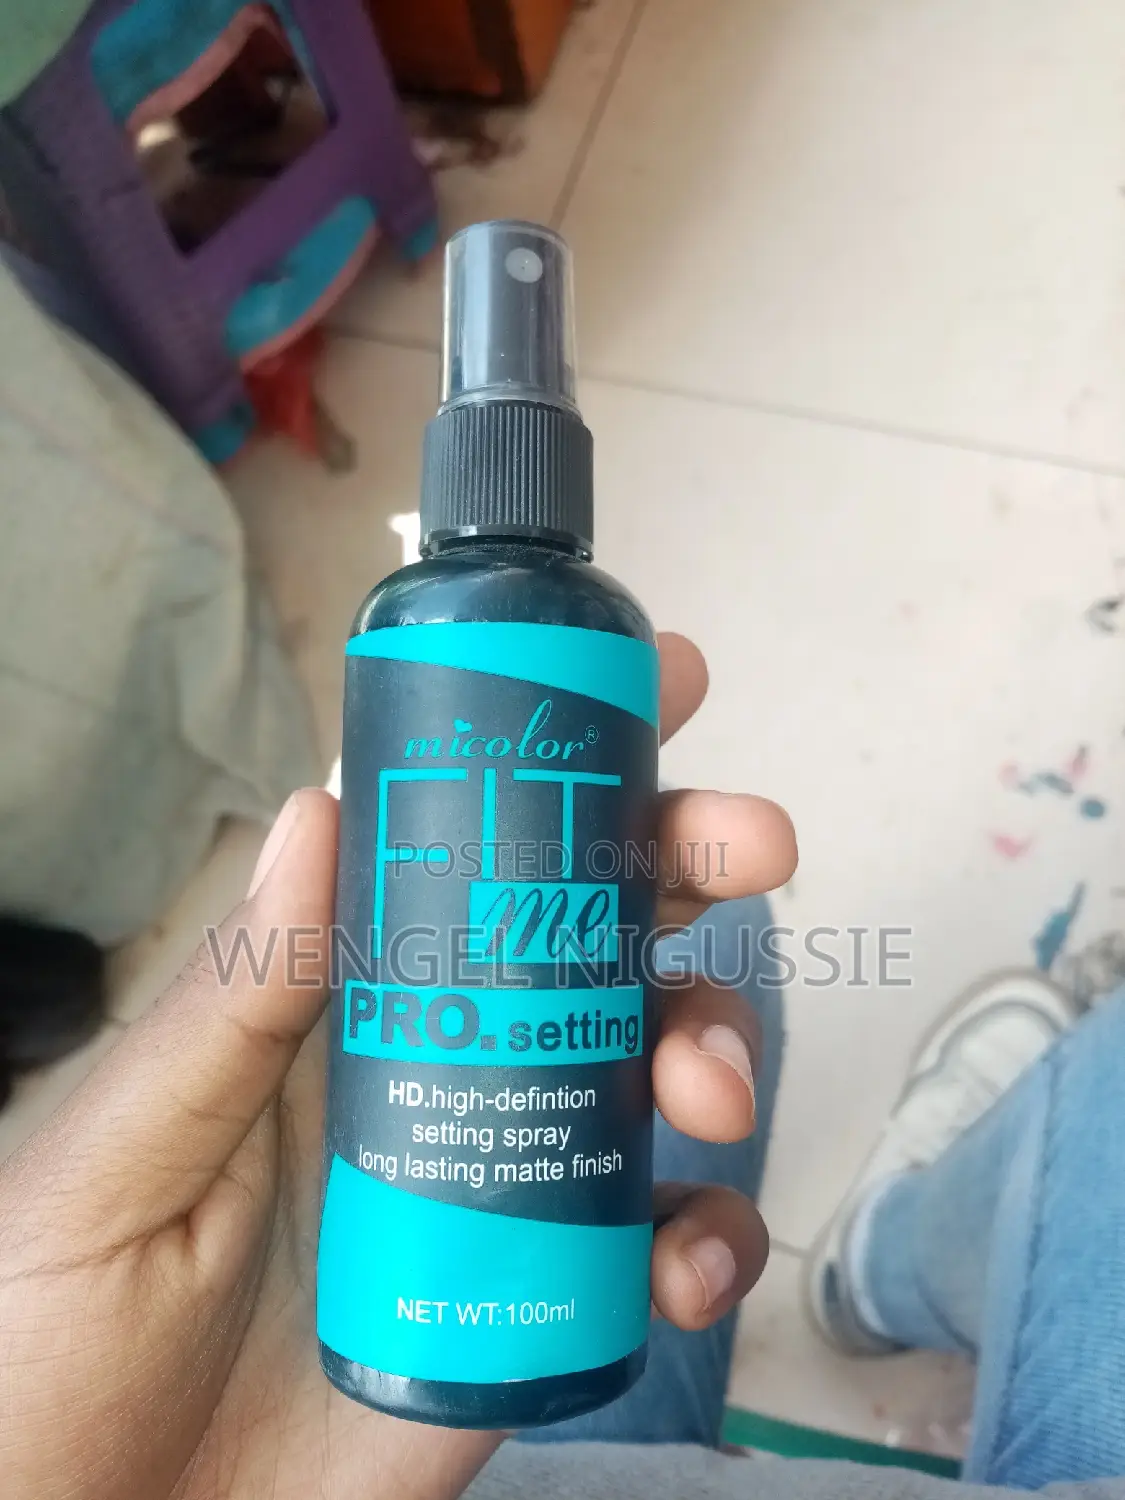 micolor®
FIT
me
PRO. setting
HD.high-defintion
setting spray
long lasting matte finish
NET WT:100ml
POSTED ON JIJI
WENGEL NIGUSSIE